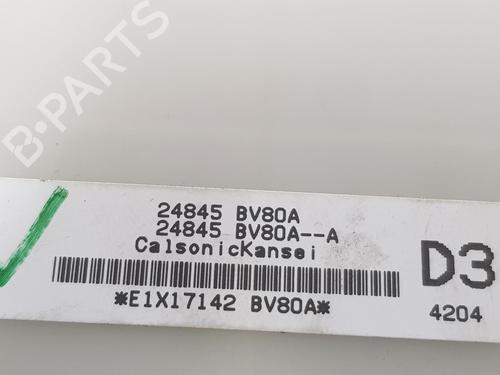 B-PARTS
24845 BV80A
24845 BV80A--A
CalsonicKansei
*E1X17142 BV80A*
D3
4204